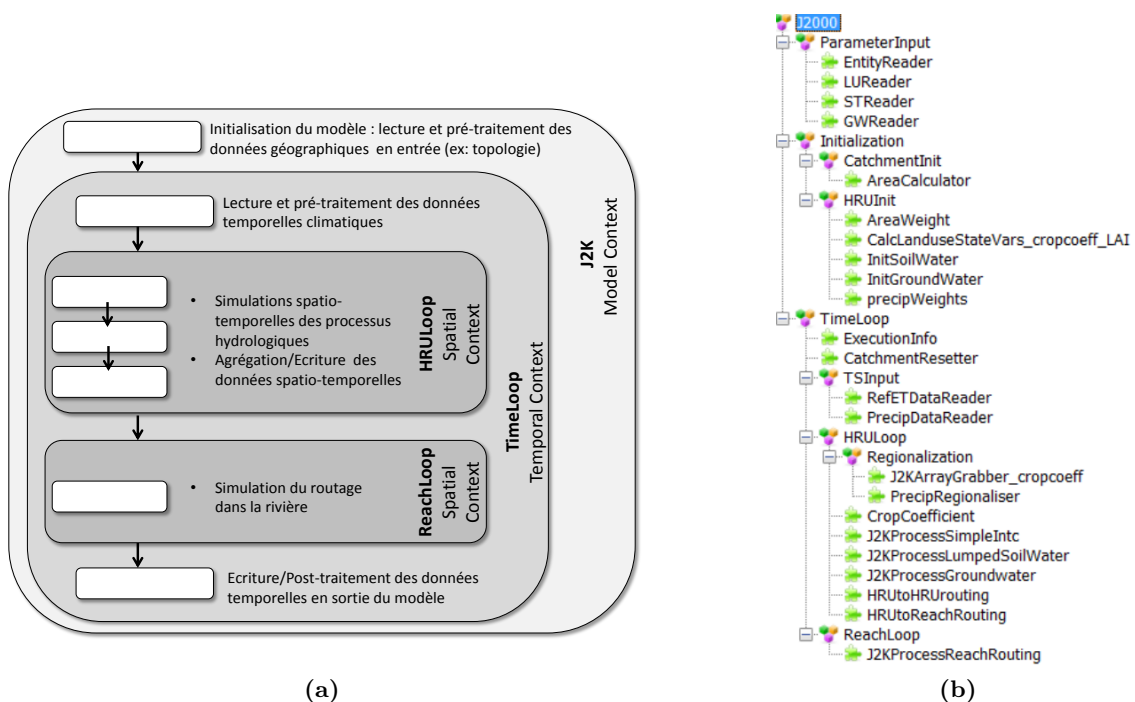 Initialisation du modèle : lecture et pré-traitement des
données géographiques en entrée (ex: topologie)
Lecture et pré-traitement des données
temporelles climatiques
• Simulations spatio-
temporelles des processus
hydrologiques
• Agrégation/Ecriture des
données spatio-temporelles
HRULoop
Spatial
Context
• Simulation du routage
dans la rivière
ReachLoop
Spatial
Context
Ecriture/Post-traitement des données
temporelles en sortie du modèle
TimeLoop
Temporal Context
J2K
Model Context
(a)
J2000
ParameterInput
EntityReader
LUReader
STReader
GWReader
Initialization
CatchmentInit
AreaCalculator
HRUInit
AreaWeight
CalcLanduseStateVars_cropcoeff_LAI
InitSoilWater
InitGroundWater
precipWeights
TimeLoop
ExecutionInfo
CatchmentResetter
TSInput
RefETDataReader
PrecipDataReader
HRULoop
Regionalization
J2KArrayGrabber_cropcoeff
PrecipRegionaliser
CropCoefficient
J2KProcessSimpleIntc
J2KProcessLumpedSoilWater
J2KProcessGroundwater
HRUtoHRUrouting
HRUtoReachRouting
ReachLoop
J2KProcessReachRouting
(b)